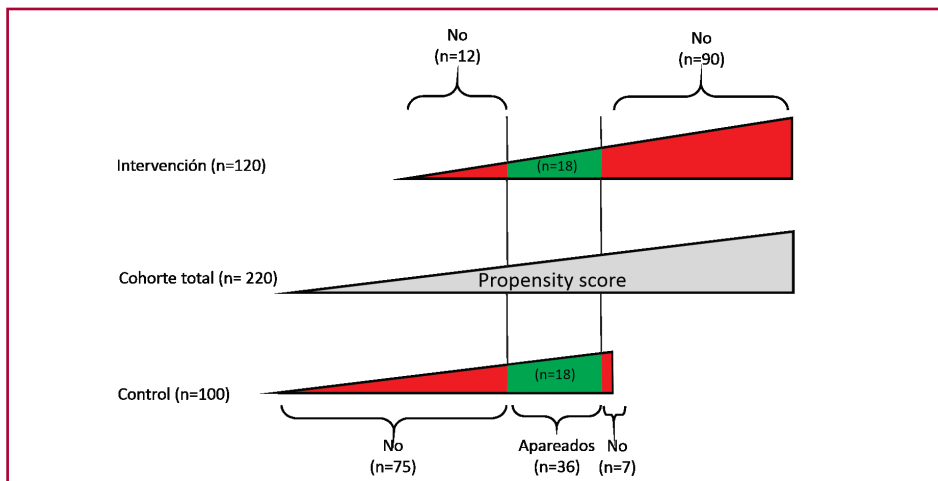 No
(n=12)
No
(n=90)
Intervención (n=120)
(n=18)
Cohorte total (n= 220)
Propensity score
Control (n=100)
(n=18)
No
(n=75)
Apareados
(n=36)
No
(n=7)